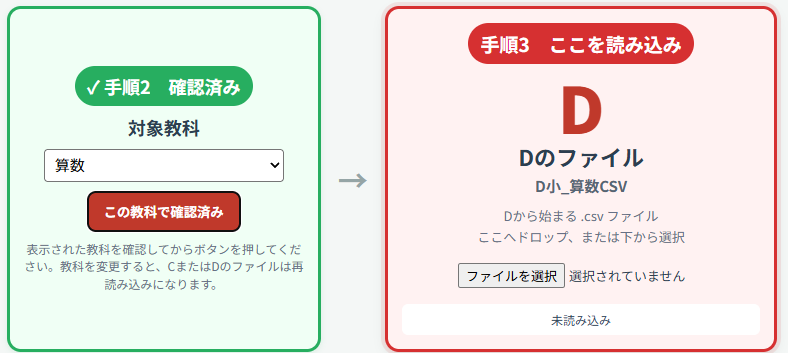 ✓ 手順2　確認済み
対象教科
算数
この教科で確認済み
表示された教科を確認してからボタンを押してくだ
さい。教科を変更すると、CまたはDのファイルは再
読み込みになります。
→
手順3　ここを読み込み
D
Dのファイル
D小_算数CSV
Dから始まる .csv ファイル
ここへドロップ、または下から選択
ファイルを選択 選択されていません
未読み込み